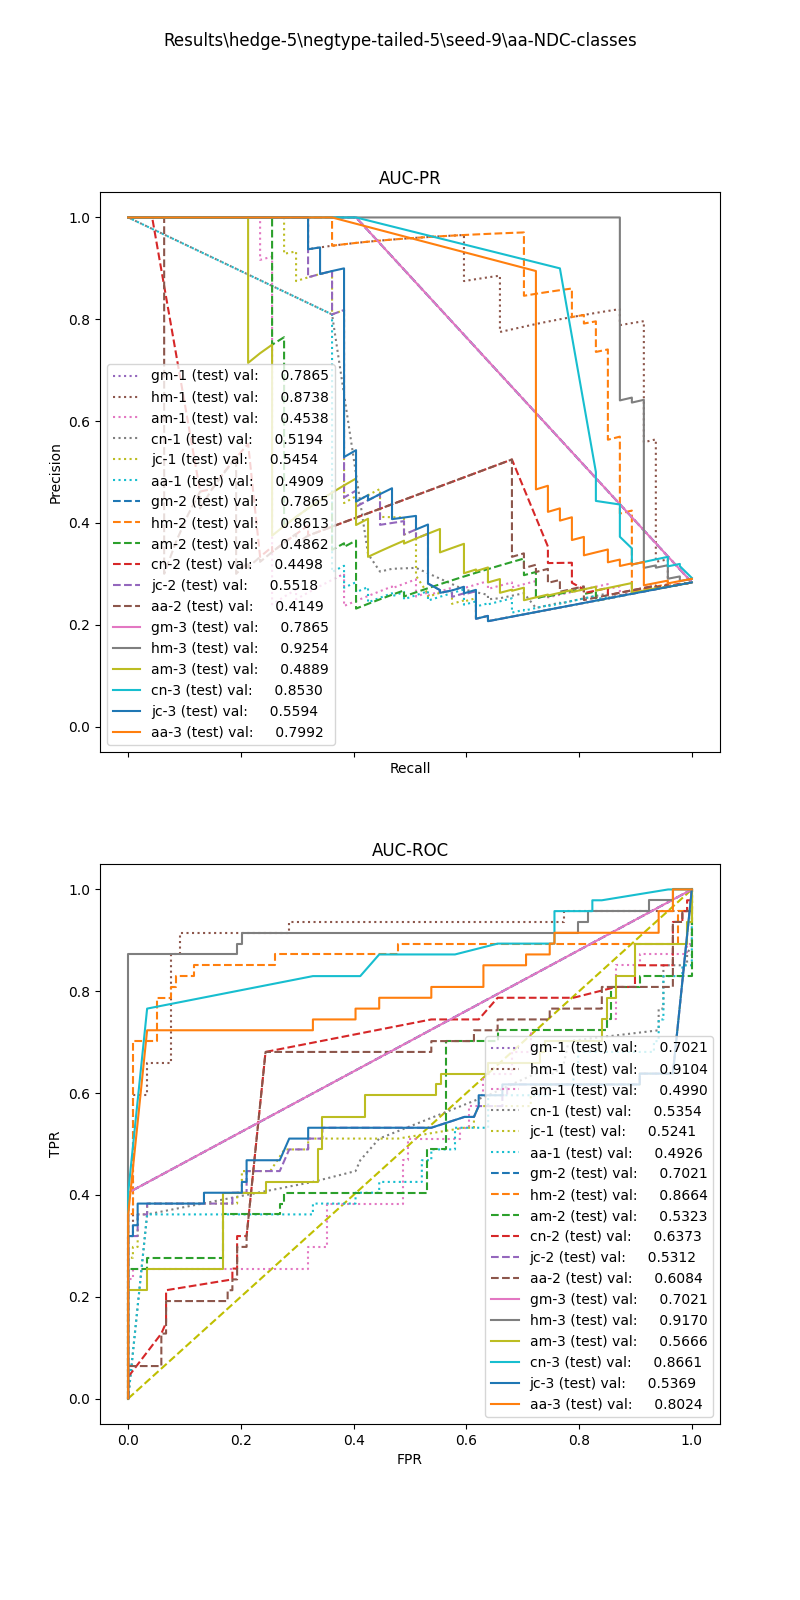 Results\hedge-5\negtype-tailed-5\seed-9\aa-NDC-classes
AUC-PR
1.0
0.8
0.6
0.4
0.2
0.0
Precision
gm-1 (test) val: 0.7865
hm-1 (test) val: 0.8738
am-1 (test) val: 0.4538
cn-1 (test) val: 0.5194
jc-1 (test) val: 0.5454
aa-1 (test) val: 0.4909
gm-2 (test) val: 0.7865
hm-2 (test) val: 0.8613
am-2 (test) val: 0.4862
cn-2 (test) val: 0.4498
jc-2 (test) val: 0.5518
aa-2 (test) val: 0.4149
gm-3 (test) val: 0.7865
hm-3 (test) val: 0.9254
am-3 (test) val: 0.4889
cn-3 (test) val: 0.8530
jc-3 (test) val: 0.5594
aa-3 (test) val: 0.7992
Recall
AUC-ROC
1.0
0.8
0.6
0.4
0.2
0.0
TPR
gm-1 (test) val: 0.7021
hm-1 (test) val: 0.9104
am-1 (test) val: 0.4990
cn-1 (test) val: 0.5354
jc-1 (test) val: 0.5241
aa-1 (test) val: 0.4926
gm-2 (test) val: 0.7021
hm-2 (test) val: 0.8664
am-2 (test) val: 0.5323
cn-2 (test) val: 0.6373
jc-2 (test) val: 0.5312
aa-2 (test) val: 0.6084
gm-3 (test) val: 0.7021
hm-3 (test) val: 0.9170
am-3 (test) val: 0.5666
cn-3 (test) val: 0.8661
jc-3 (test) val: 0.5369
aa-3 (test) val: 0.8024
0.0 0.2 0.4 0.6 0.8 1.0
FPR